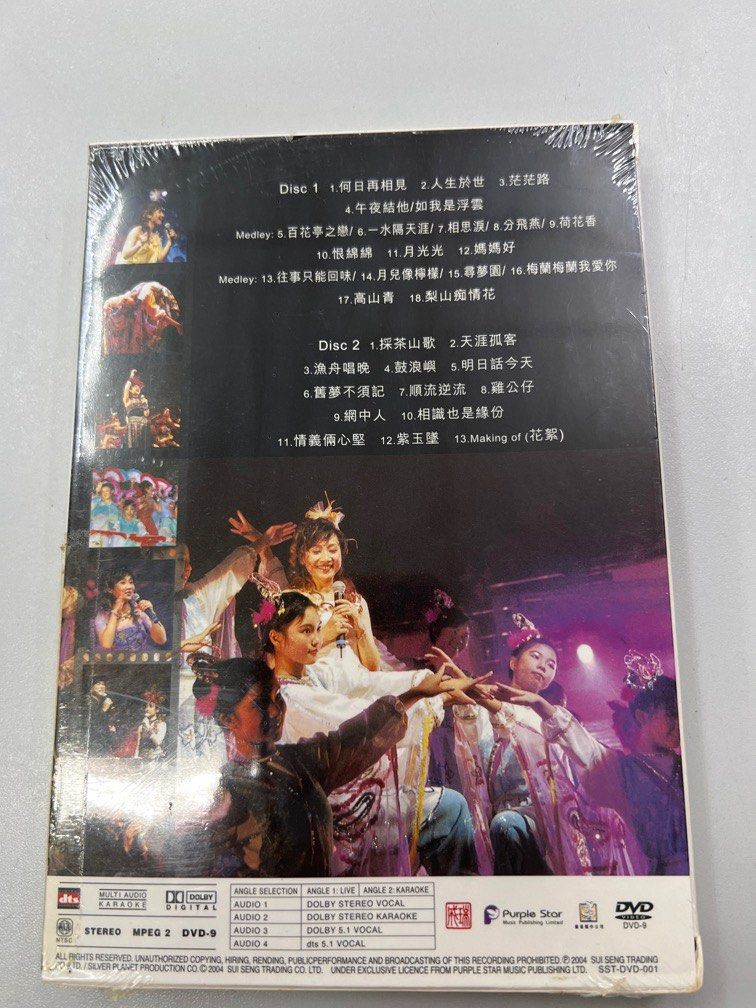 Disc 1 1.何日再相見 2.人生於世 3.茫茫路
4.午夜結他/如我是浮雲
Medley: 5.百花亭之戀/ 6.一水隔天涯/ 7.相思淚/ 8.分飛燕/ 9.荷花香
10.恨綿綿 11.月光光 12.媽媽好
Medley: 13.往事只能回味/ 14.月兒像檸檬/ 15.尋夢園/ 16.梅蘭梅蘭我愛你
17.高山青 18.梨山痴情花
Disc 2 1.採茶山歌 2.天涯孤客
3.漁舟唱晚 4.鼓浪嶼 5.明日話今天
6.舊夢不須記 7.順流逆流 8.雞公仔
9.網中人 10.相識也是緣份
11.情義倆心堅 12.紫玉墜 13.Making of (花絮)
dts MULTI AUDIO KARAOKE DOLBY DIGITAL
NTSC STEREO MPEG 2 DVD-9
ANGLE SELECTION ANGLE 1: LIVE ANGLE 2: KARAOKE
AUDIO 1 DOLBY STEREO VOCAL
AUDIO 2 DOLBY STEREO KARAOKE
AUDIO 3 DOLBY 5.1 VOCAL
AUDIO 4 dts 5.1 VOCAL
Purple Star
Music Publishing Limited
DVD
VIDEO
DVD-9
ALL RIGHTS RESERVED. UNAUTHORIZED COPYING, HIRING, RENDING, PUBLICPERFORMANCE AND BROADCASTING OF THIS RECORDING PROHIBITED. Ⓟ 2004 SUI SENG TRADING
CO. LTD. / SILVER PLANET PRODUCTION CO. © 2004 SUI SENG TRADING CO. LTD. UNDER EXCLUSIVE LICENCE FROM PURPLE STAR MUSIC PUBLISHING LTD. SST-DVD-001